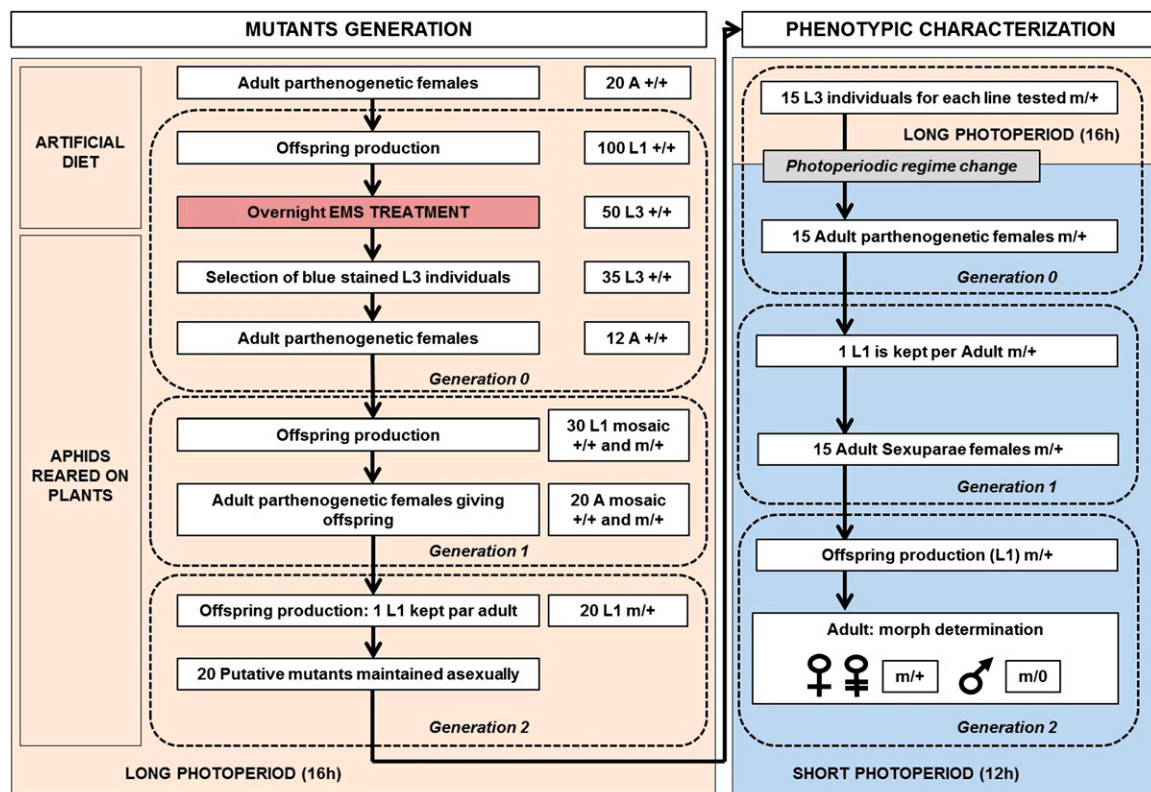 MUTANTS GENERATION
ARTIFICIAL
DIET
APHIDS
REARED ON
PLANTS
Adult parthenogenetic females
20 A +/+
Offspring production
100 L1 +/+
Overnight EMS TREATMENT
50 L3 +/+
Selection of blue stained L3 individuals
35 L3 +/+
Adult parthenogenetic females
12 A +/+
Generation 0
Offspring production
30 L1 mosaic
+/+ and m/+
Adult parthenogenetic females giving
offspring
20 A mosaic
+/+ and m/+
Generation 1
Offspring production: 1 L1 kept par adult
20 L1 m/+
20 Putative mutants maintained asexually
Generation 2
LONG PHOTOPERIOD (16h)
PHENOTYPIC CHARACTERIZATION
15 L3 individuals for each line tested m/+
LONG PHOTOPERIOD (16h)
Photoperiodic regime change
15 Adult parthenogenetic females m/+
Generation 0
1 L1 is kept per Adult m/+
15 Adult Sexuparae females m/+
Generation 1
Offspring production (L1) m/+
Adult: morph determination
m/+
m/0
Generation 2
SHORT PHOTOPERIOD (12h)